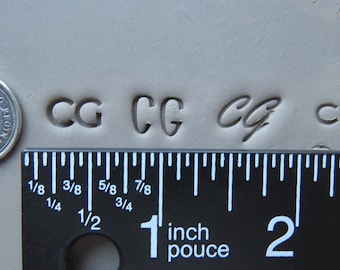 CG CG CG C
1/8 3/8 5/8 7/8
1/4 1/2 3/4 1 inch 2
pouce